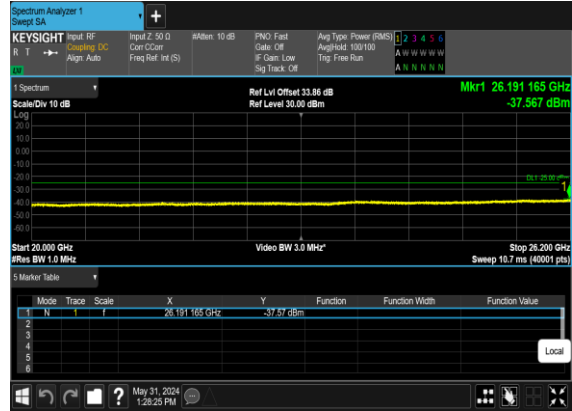 Spectrum Analyzer 1
Swept SA
+
KEYSIGHT Input: RF Input Z: 50 Ω #Atten: 10 dB PNO: Fast Avg Type: Power (RMS) 1 2 3 4 5 6
R T Coupling: DC Corr CCorr Gate: Off Avg|Hold: 100/100 A W W W W W
Align: Auto Freq Ref: Int (S) IF Gain: Low Trig: Free Run
Sig Track: Off A N N N N N
1 Spectrum Ref Lvl Offset 33.86 dB Mkr1 26.191 165 GHz
Scale/Div 10 dB Ref Level 30.00 dBm -37.567 dBm
Log
20.0
10.0
0.00
-10.0
-20.0
DL1 -25.00 dBm
-30.0
1
-40.0
-50.0
-60.0
Start 20.000 GHz Video BW 3.0 MHz* Stop 26.200 GHz
#Res BW 1.0 MHz Sweep 10.7 ms (40001 pts)
5 Marker Table
Mode Trace Scale X Y Function Function Width Function Value
1 N 1 f 26.191 165 GHz -37.57 dBm
2
3
4
5
6
Local
? May 31, 2024
1:28:25 PM